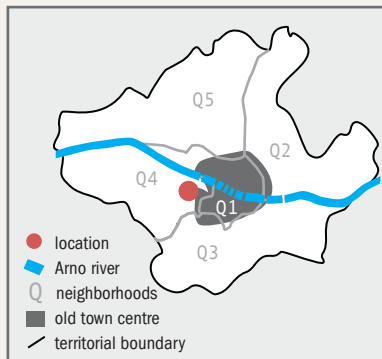 Q5
Q2
Q4
Q1
Q3
location
Arno river
Q neighborhoods
old town centre
territorial boundary